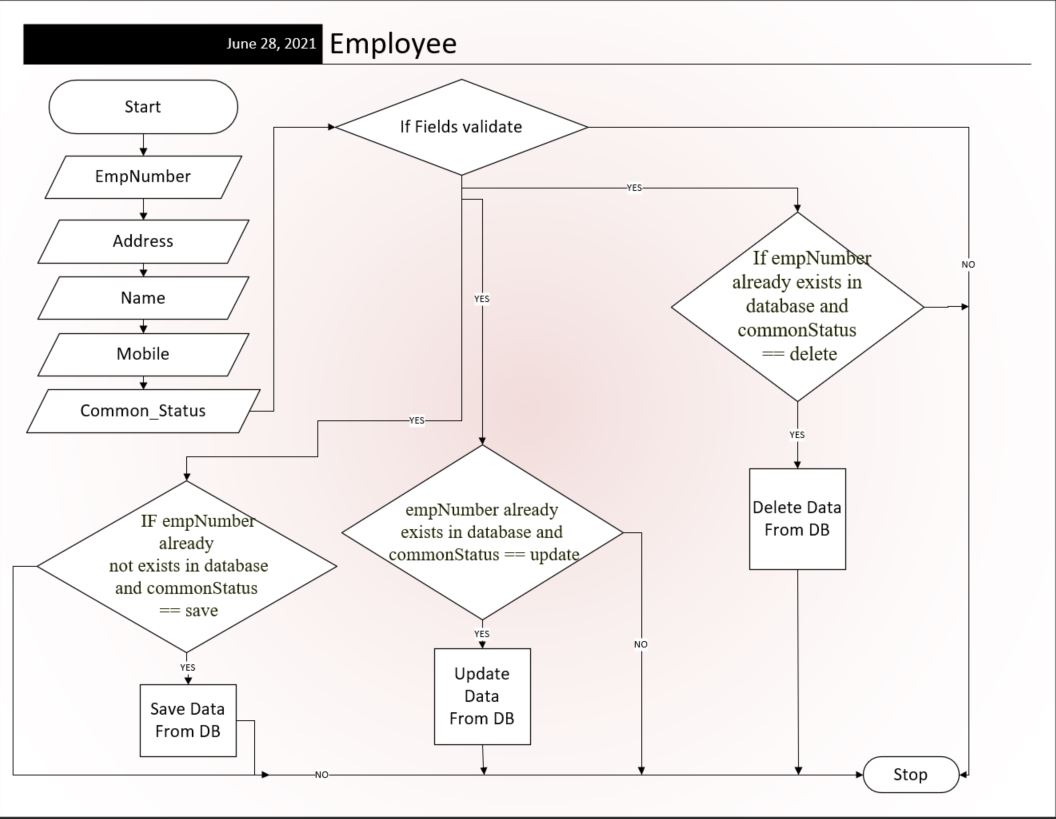 June 28, 2021 Employee
Start
EmpNumber
Address
Name
Mobile
Common_Status
If Fields validate
YES
YES
YES
NO
If empNumber
already exists in
database and
commonStatus
== delete
YES
Delete Data
From DB
empNumber already
exists in database and
commonStatus == update
YES
NO
Update
Data
From DB
IF empNumber
already
not exists in database
and commonStatus
== save
YES
Save Data
From DB
NO
Stop